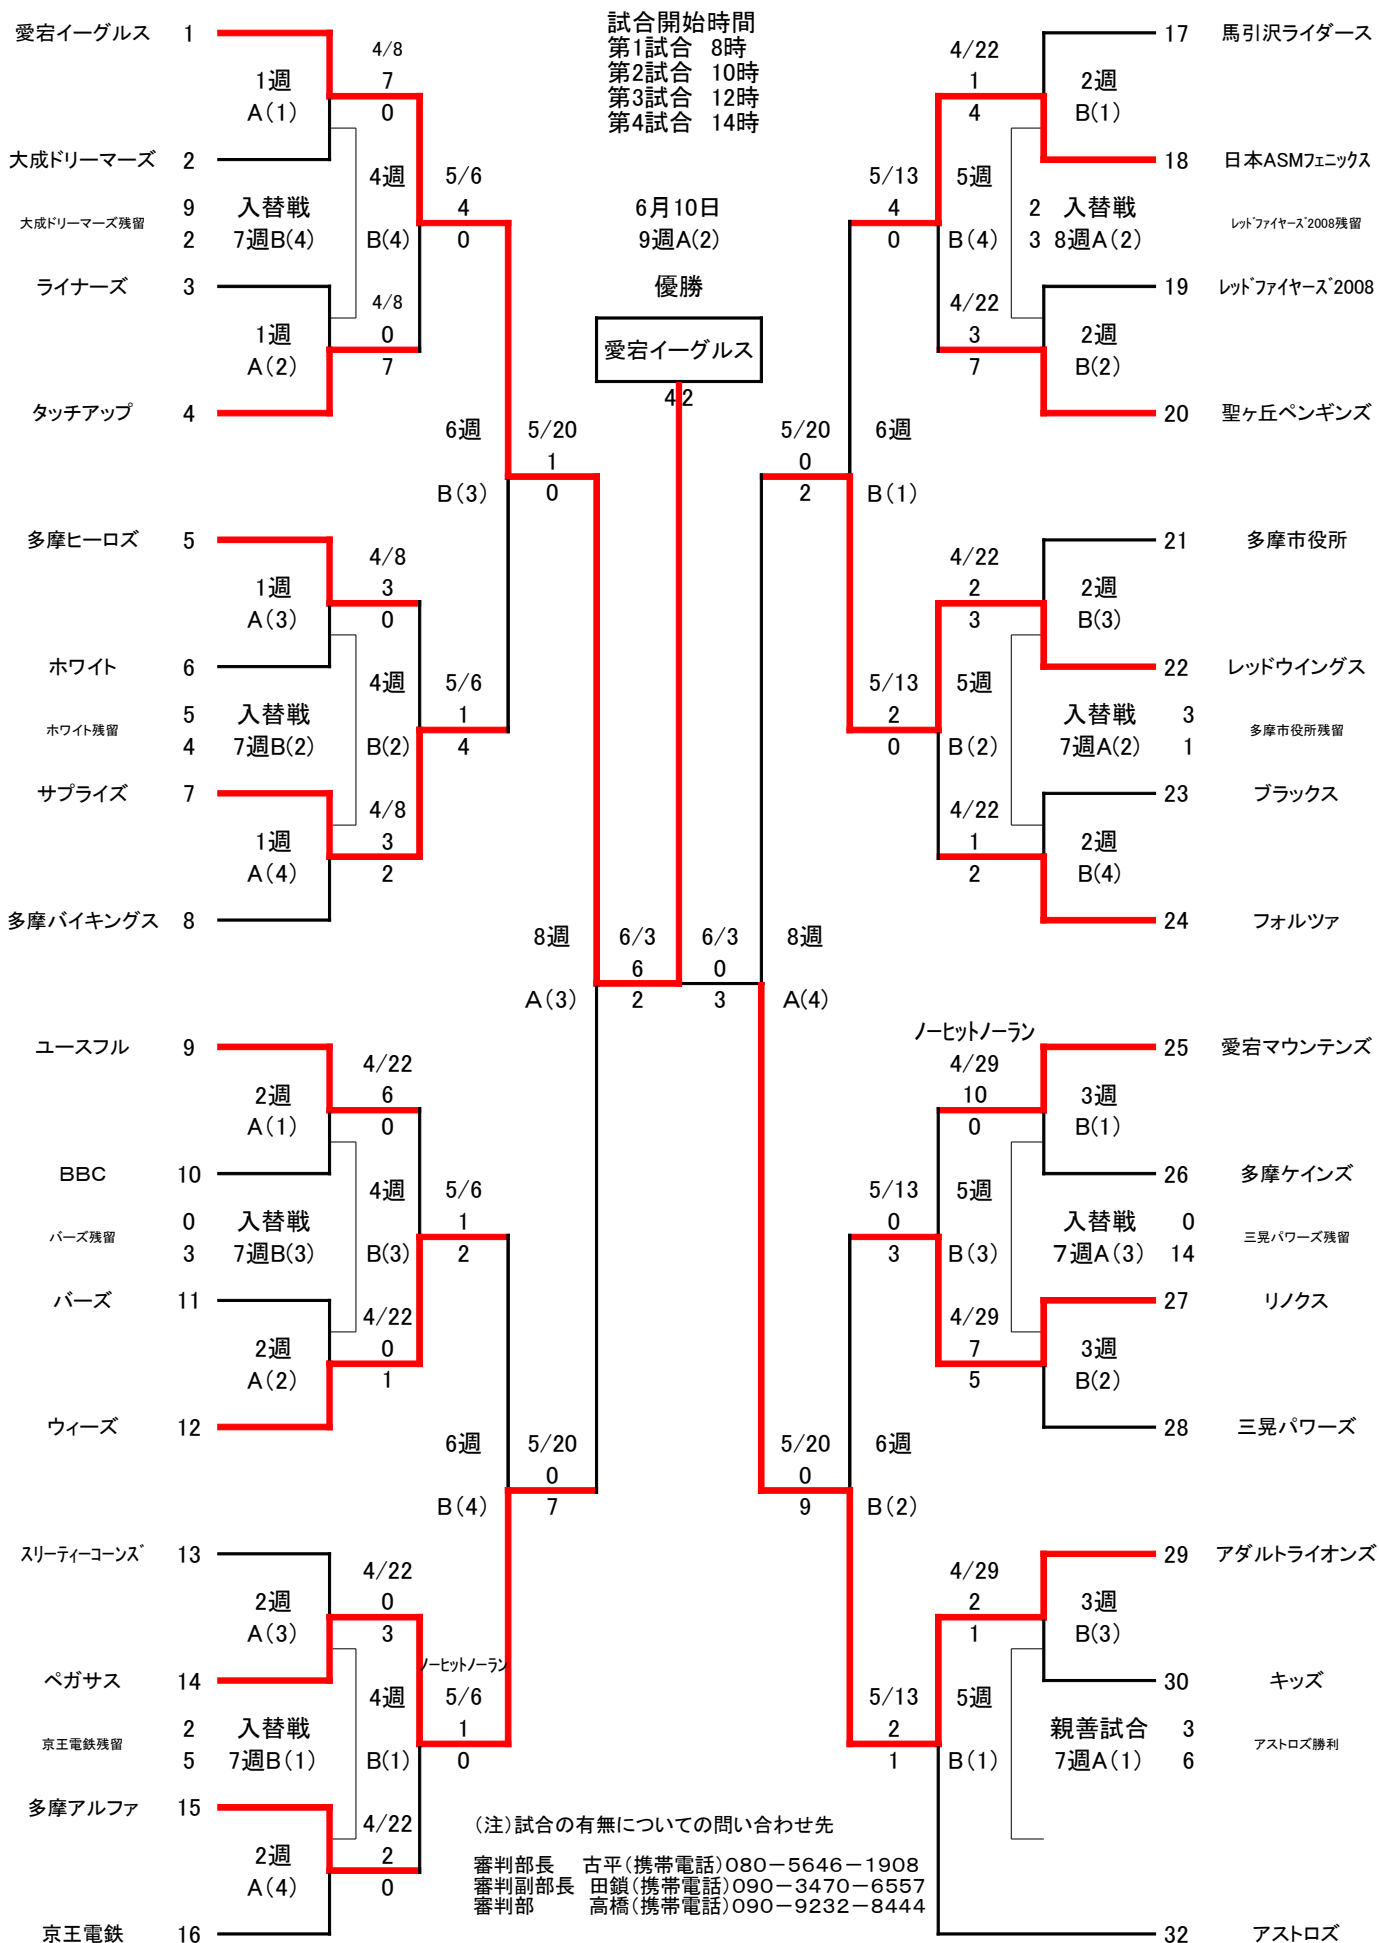 試合開始時間
第1試合 8時
第2試合 10時
第3試合 12時
第4試合 14時
6月10日
9週A(2)
優勝
愛宕イーグルス
4 2
愛宕イーグルス 1
4/8
1週 7
A(1) 0
大成ドリーマーズ 2
4週 5/6
9 入替戦 4
大成ドリーマーズ残留
2 7週B(4) B(4) 0
ライナーズ 3
4/8
1週 0
A(2) 7
タッチアップ 4
6週 5/20
1
B(3) 0
多摩ヒーロズ 5
4/8
1週 3
A(3) 0
ホワイト 6
4週 5/6
5 入替戦 1
ホワイト残留
4 7週B(2) B(2) 4
サプライズ 7
4/8
1週 3
A(4) 2
多摩バイキングス 8
8週 6/3
6
A(3) 2
ユースフル 9
4/22
2週 6
A(1) 0
BBC 10
4週 5/6
0 入替戦 1
バーズ残留
3 7週B(3) B(3) 2
バーズ 11
4/22
2週 0
A(2) 1
ウィーズ 12
6週 5/20
0
B(4) 7
スリーティーコーンズ 13
4/22
2週 0
A(3) 3
ノーヒットノーラン
ペガサス 14
4週 5/6
2 入替戦 1
京王電鉄残留
5 7週B(1) B(1) 0
多摩アルファ 15
4/22
2週 2
A(4) 0
京王電鉄 16
17 馬引沢ライダース
4/22
1 2週
4 B(1)
18 日本ASMフェニックス
5/13 5週
4 2 入替戦
レッドファイヤーズ2008残留
0 B(4) 3 8週A(2)
19 レッドファイヤーズ2008
4/22
3 2週
7 B(2)
20 聖ヶ丘ペンギンズ
5/20 6週
0
2 B(1)
21 多摩市役所
4/22
2 2週
3 B(3)
22 レッドウイングス
5/13 5週
2 入替戦 3
多摩市役所残留
0 B(2) 7週A(2) 1
23 ブラックス
4/22
1 2週
2 B(4)
24 フォルツァ
6/3 8週
0
3 A(4)
ノーヒットノーラン
25 愛宕マウンテンズ
4/29
10 3週
0 B(1)
26 多摩ケインズ
5/13 5週
0 入替戦 0
三晃パワーズ残留
3 B(3) 7週A(3) 14
27 リノクス
4/29
7 3週
5 B(2)
28 三晃パワーズ
5/20 6週
0
9 B(2)
29 アダルトライオンズ
4/29
2 3週
1 B(3)
30 キッズ
5/13 5週
2 親善試合 3
アストロズ勝利
1 B(1) 7週A(1) 6
32 アストロズ
(注)試合の有無についての問い合わせ先
審判部長 古平(携帯電話)080-5646-1908
審判副部長 田鎖(携帯電話)090-3470-6557
審判部 高橋(携帯電話)090-9232-8444